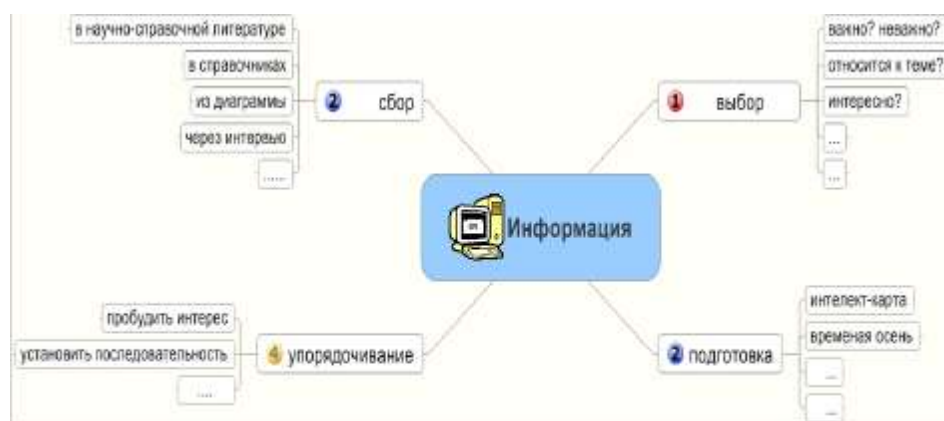 в научно-справочной литературе
в справочниках
из диаграммы
через интервью
......
2 сбор
1 выбор
важно? неважно?
относится к теме?
интересно?
...
...
Информация
пробудить интерес
установить последовательность
....
4 упорядочивание
2 подготовка
интелект-карта
временая осень
...
...